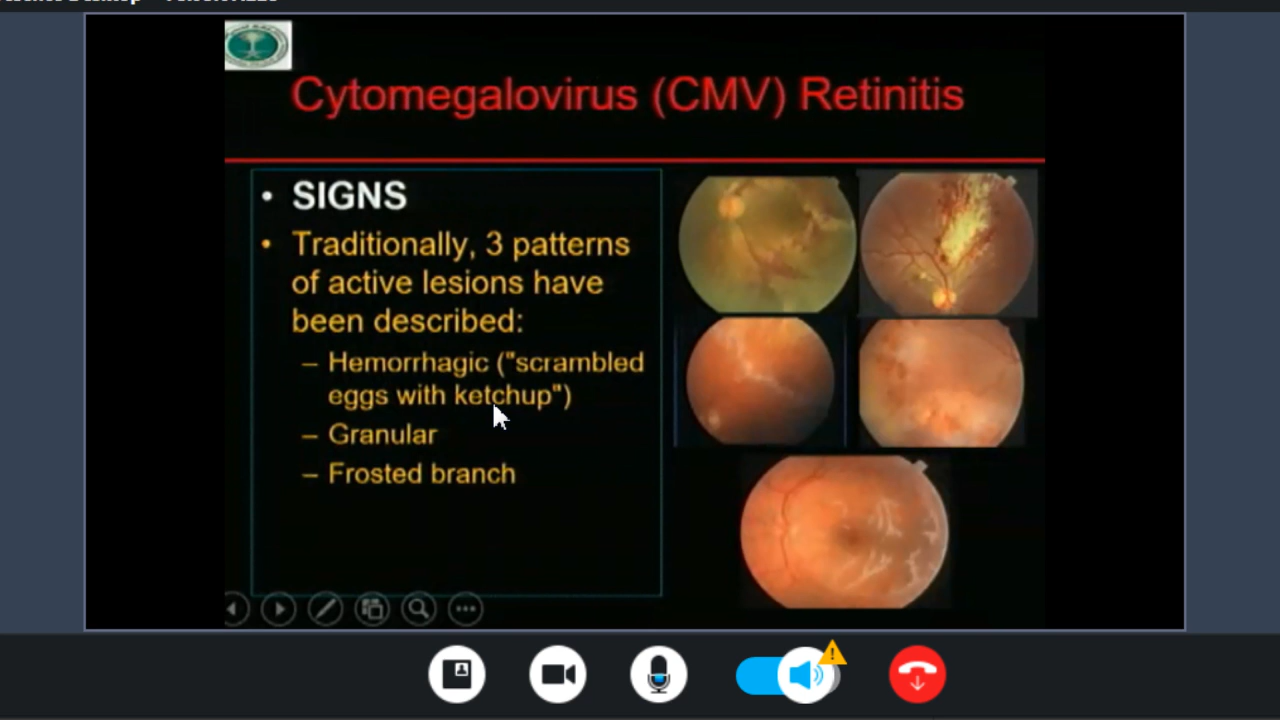 Cytomegalovirus (CMV) Retinitis
• SIGNS
• Traditionally, 3 patterns
of active lesions have
been described:
– Hemorrhagic ("scrambled
eggs with ketchup")
– Granular
– Frosted branch